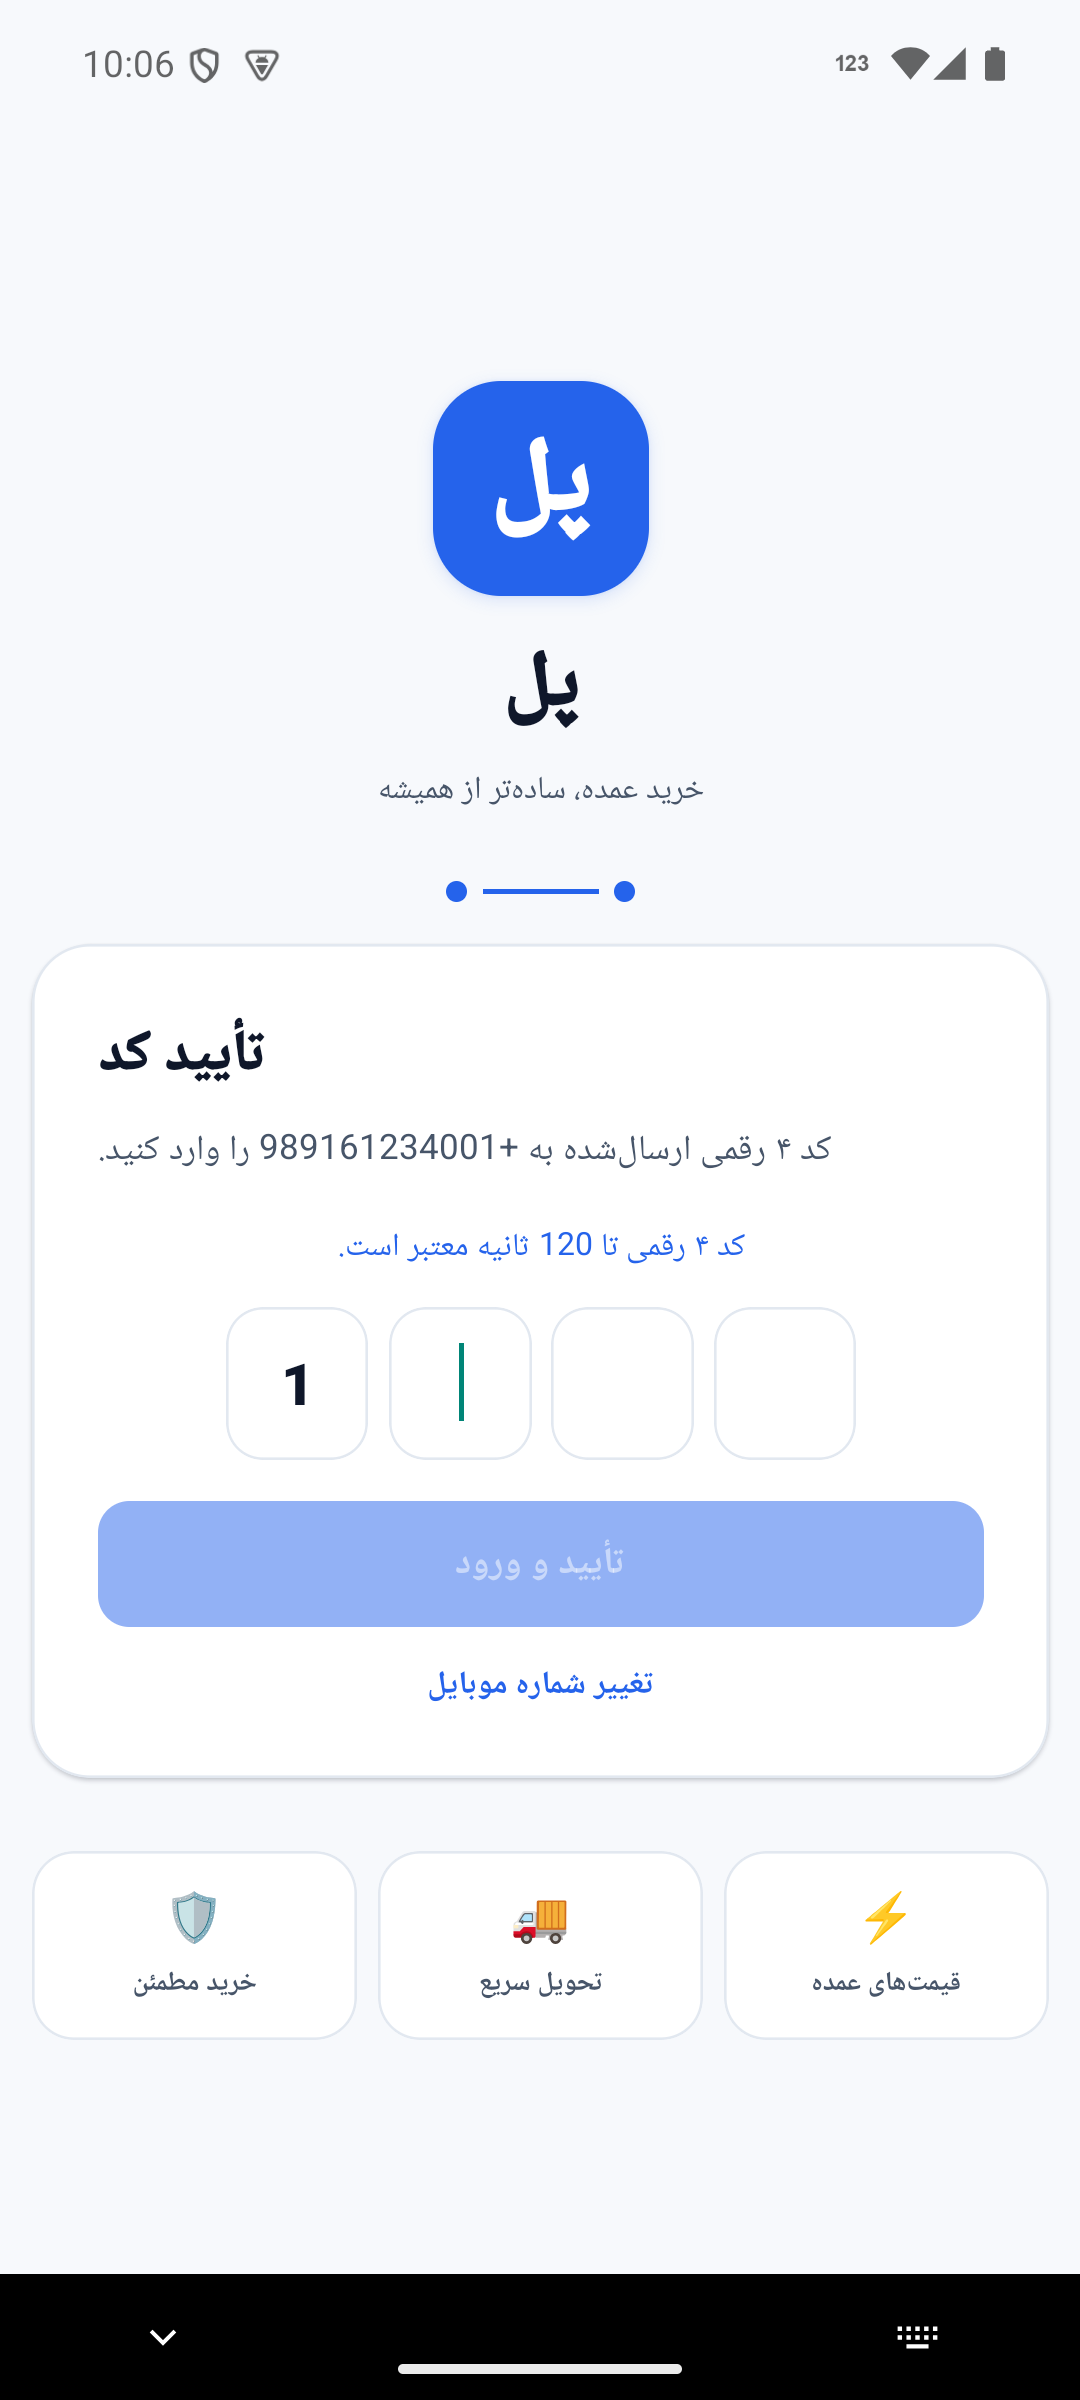 10:06
123
پل
پل
خرید عمده، ساده‌تر از همیشه
تأیید کد
کد ۴ رقمی ارسال‌شده به +989161234001 را وارد کنید.
کد ۴ رقمی تا 120 ثانیه معتبر است.
1
تأیید و ورود
تغییر شماره موبایل
قیمت‌های عمده
تحویل سریع
خرید مطمئن